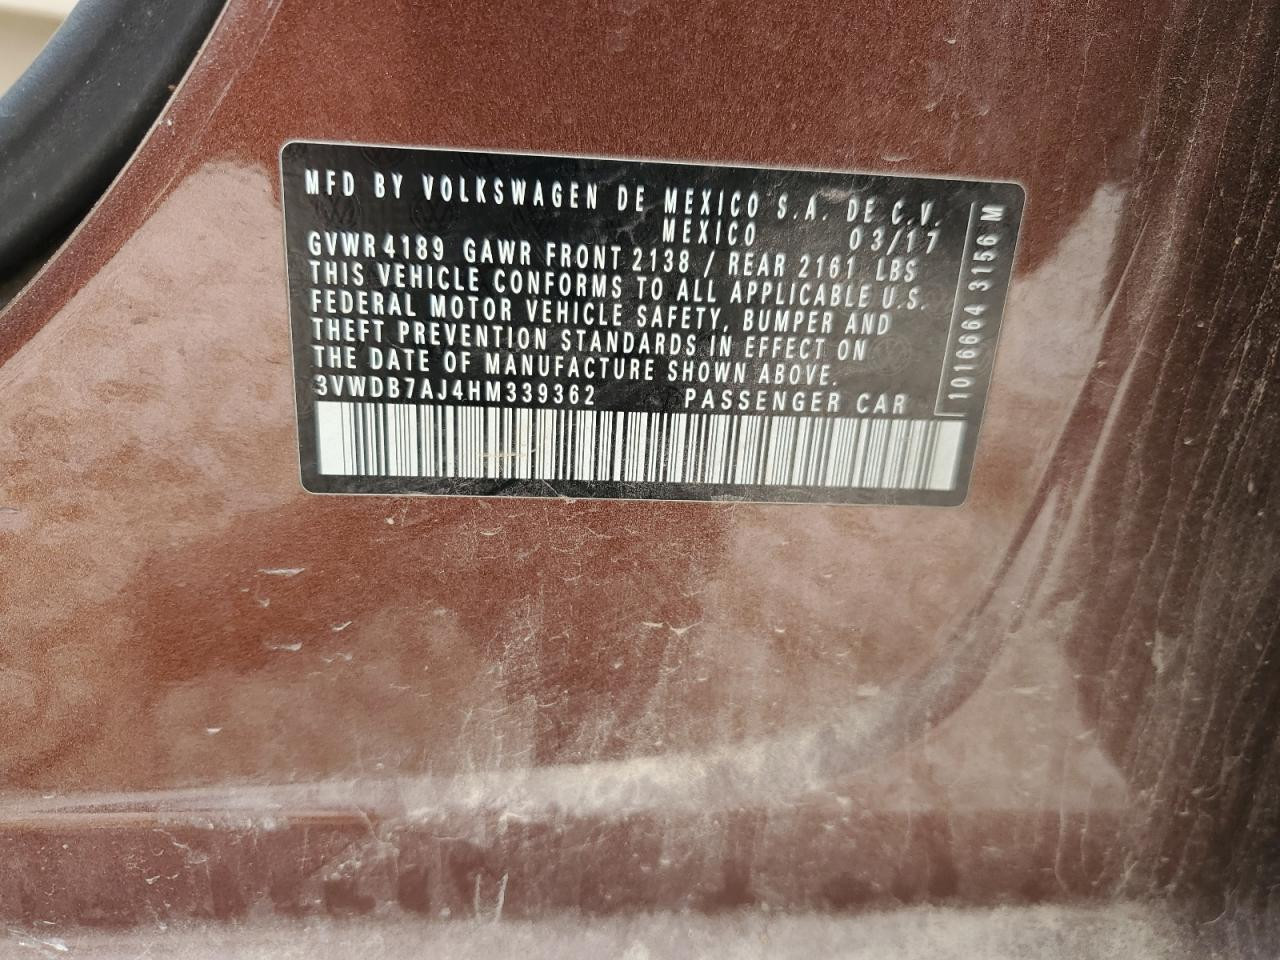 MFD BY VOLKSWAGEN DE MEXICO S.A. DE C.V.
MEXICO 03/17
GVWR 4189 GAWR FRONT 2138 / REAR 2161 LBS
THIS VEHICLE CONFORMS TO ALL APPLICABLE U.S.
FEDERAL MOTOR VEHICLE SAFETY, BUMPER AND
THEFT PREVENTION STANDARDS IN EFFECT ON
THE DATE OF MANUFACTURE SHOWN ABOVE.
3VWDB7AJ4HM339362 PASSENGER CAR
1016664 3156 M